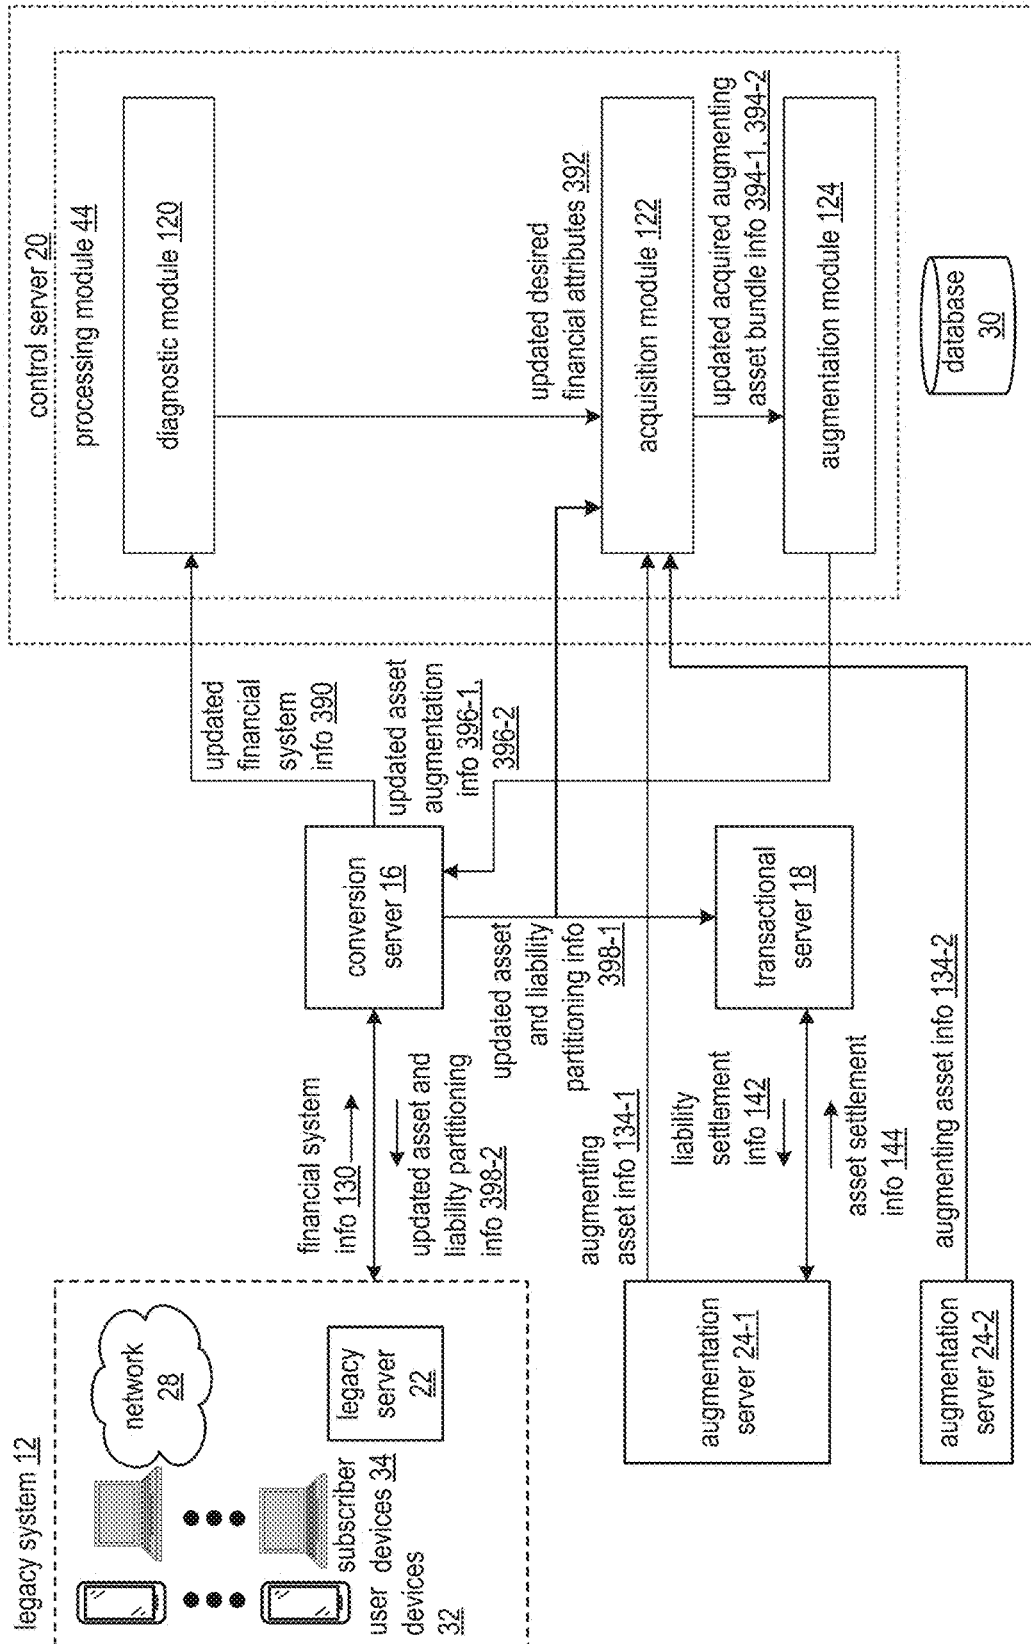 legacy system 12
network
28
legacy
server
22
subscriber
devices 34
user
devices
32
financial system
info 130
updated asset and
liability partitioning
info 398-2
conversion
server 16
updated
financial
system
info 390
updated asset
augmentation
info 396-1,
396-2
updated asset
and liability
partitioning info
398-1
control server 20
processing module 44
diagnostic module 120
updated desired
financial attributes 392
acquisition module 122
updated acquired augmenting
asset bundle info 394-1, 394-2
augmentation module 124
database
30
augmentation
server 24-1
augmenting
asset info 134-1
liability
settlement
info 142
asset settlement
info 144
transactional
server 18
augmentation
server 24-2
augmenting asset info 134-2